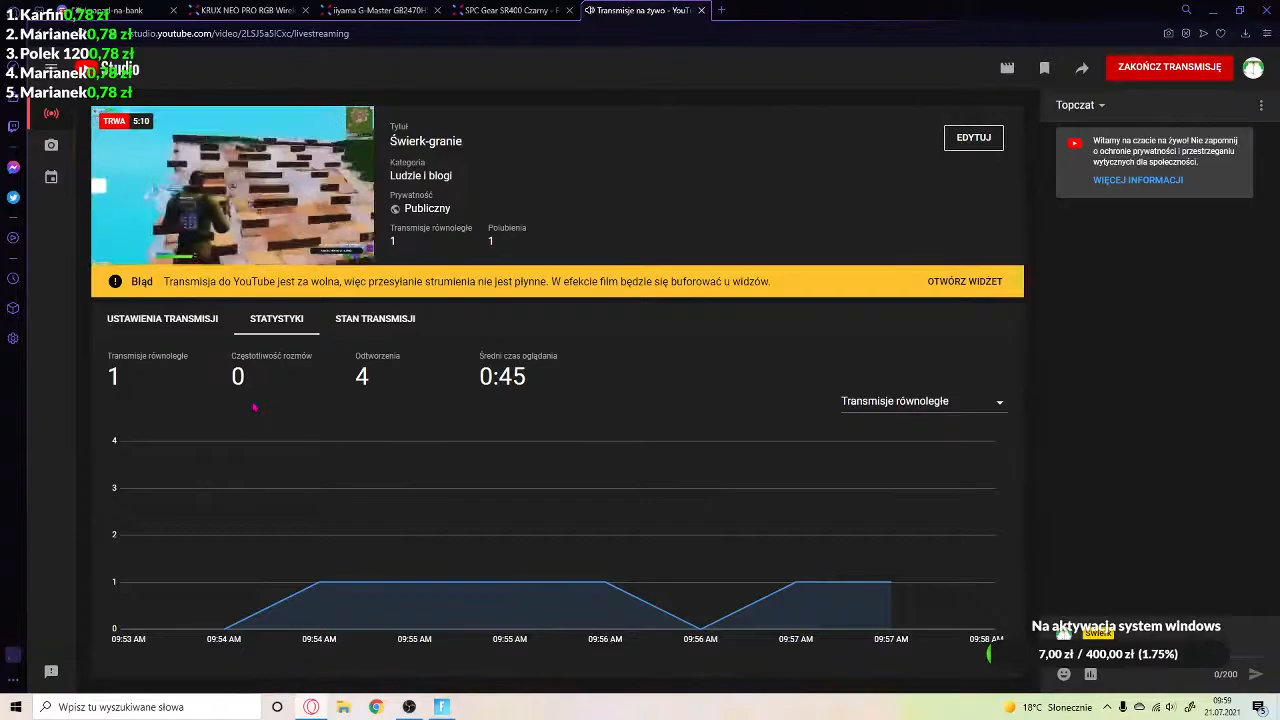 1. Karfin0,78 zł
2. Marianek0,78 zł
3. Polek 1200,78 zł
4. Marianek0,78 zł
5. Marianek0,78 zł
-na-bank
KRUX NEO PRO RGB Wirel
iiyama G-Master GB2470HS
SPC Gear SR400 Czarny - F
Transmisje na żywo - YouTu
studio.youtube.com/video/2LSJ5a5lCxc/livestreaming
Studio
ZAKOŃCZ TRANSMISJĘ
TRWA 5:10
Tytuł
Świerk-granie
EDYTUJ
Kategoria
Ludzie i blogi
Prywatność
Publiczny
Transmisje równoległe Polubienia
1 1
Topczat
Witamy na czacie na żywo! Nie zapomnij
o ochronie prywatności i przestrzeganiu
wytycznych dla społeczności.
WIĘCEJ INFORMACJI
Błąd Transmisja do YouTube jest za wolna, więc przesyłanie strumienia nie jest płynne. W efekcie film będzie się buforować u widzów. OTWÓRZ WIDŻET
USTAWIENIA TRANSMISJI STATYSTYKI STAN TRANSMISJI
Transmisje równoległe Częstotliwość rozmów Odtworzenia Średni czas oglądania
1 0 4 0:45
Transmisje równoległe
4
3
2
1
0
09:53 AM 09:54 AM 09:54 AM 09:55 AM 09:55 AM 09:56 AM 09:56 AM 09:57 AM 09:57 AM 09:58 AM
Na aktywacja system windows
Świerk
7,00 zł / 400,00 zł (1.75%)
0/200
Wpisz tu wyszukiwane słowa
18°C Słonecznie
09:59
21.07.2021